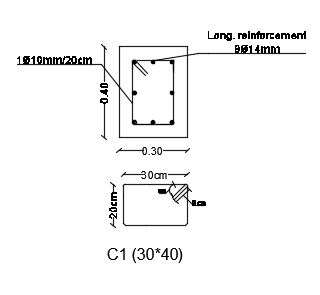 Long. reinforcement
8Ø14mm
1Ø10mm/20cm
0.40
0.30
30cm
20cm
C1 (30*40)